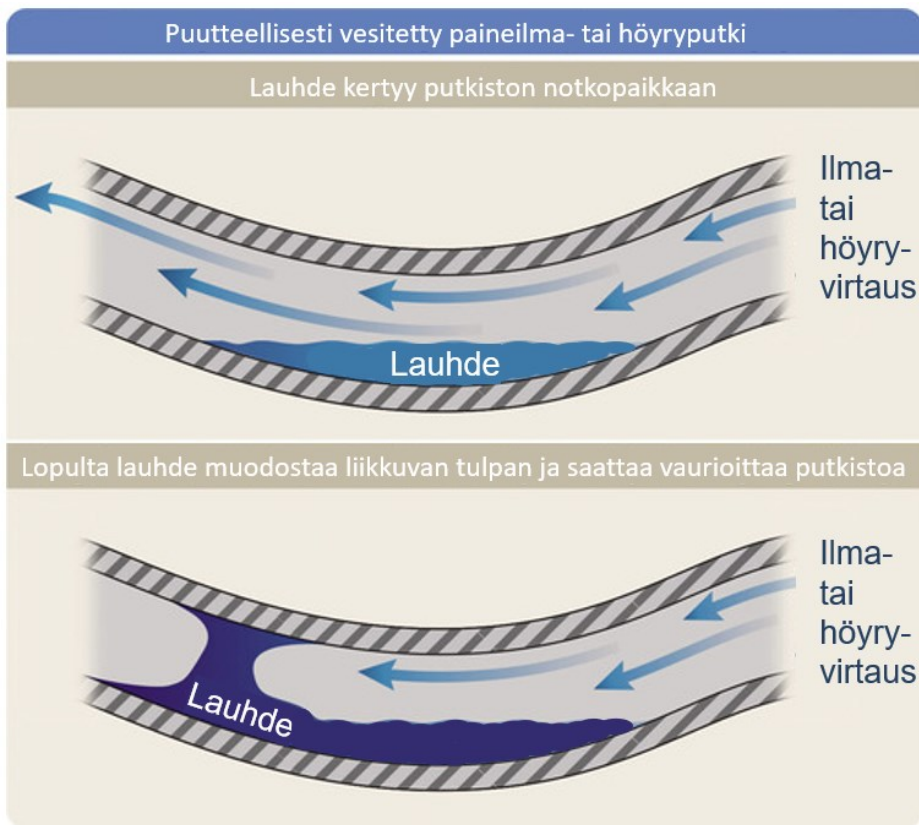 Puutteellisesti vesitetty paineilma- tai höyryputki
Lauhde kertyy putkiston notkopaikkaan
Ilma-
tai
höyry-
virtaus
Lauhde
Lopulta lauhde muodostaa liikkuvan tulpan ja saattaa vaurioittaa putkistoa
Ilma-
tai
höyry-
virtaus
Lauhde